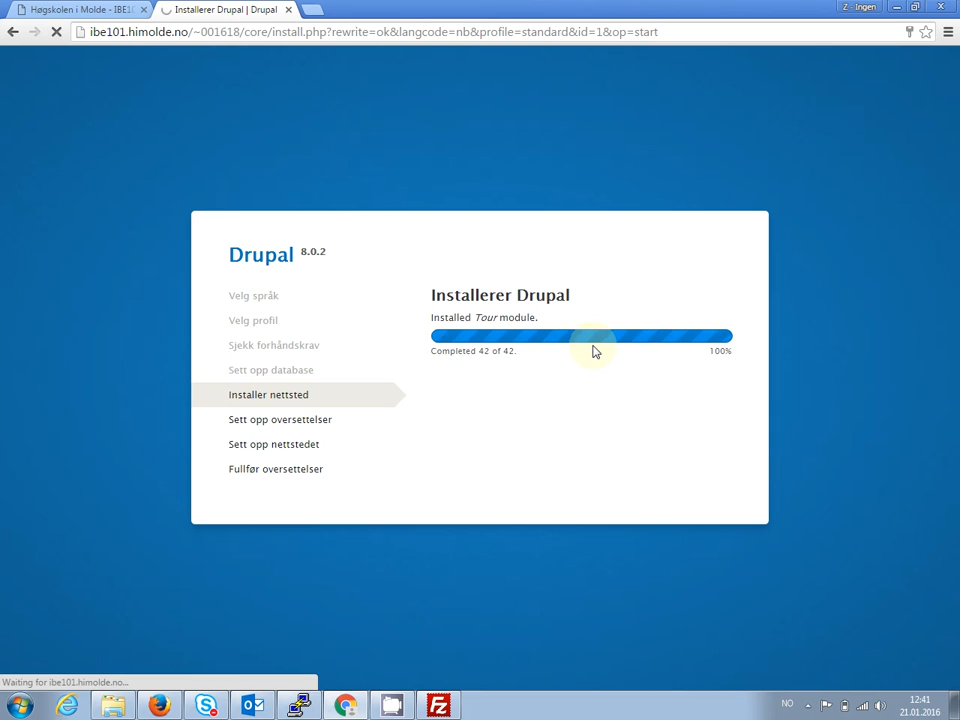 Høgskolen i Molde - IBE10
Installerer Drupal | Drupal
Z - Ingen
ibe101.himolde.no/~001618/core/install.php?rewrite=ok&langcode=nb&profile=standard&id=1&op=start
Drupal 8.0.2
Velg språk
Velg profil
Sjekk forhåndskrav
Sett opp database
Installer nettsted
Sett opp oversettelser
Sett opp nettstedet
Fullfør oversettelser
Installerer Drupal
Installed Tour module.
Completed 42 of 42.
100%
Waiting for ibe101.himolde.no...
NO
12:41
21.01.2016